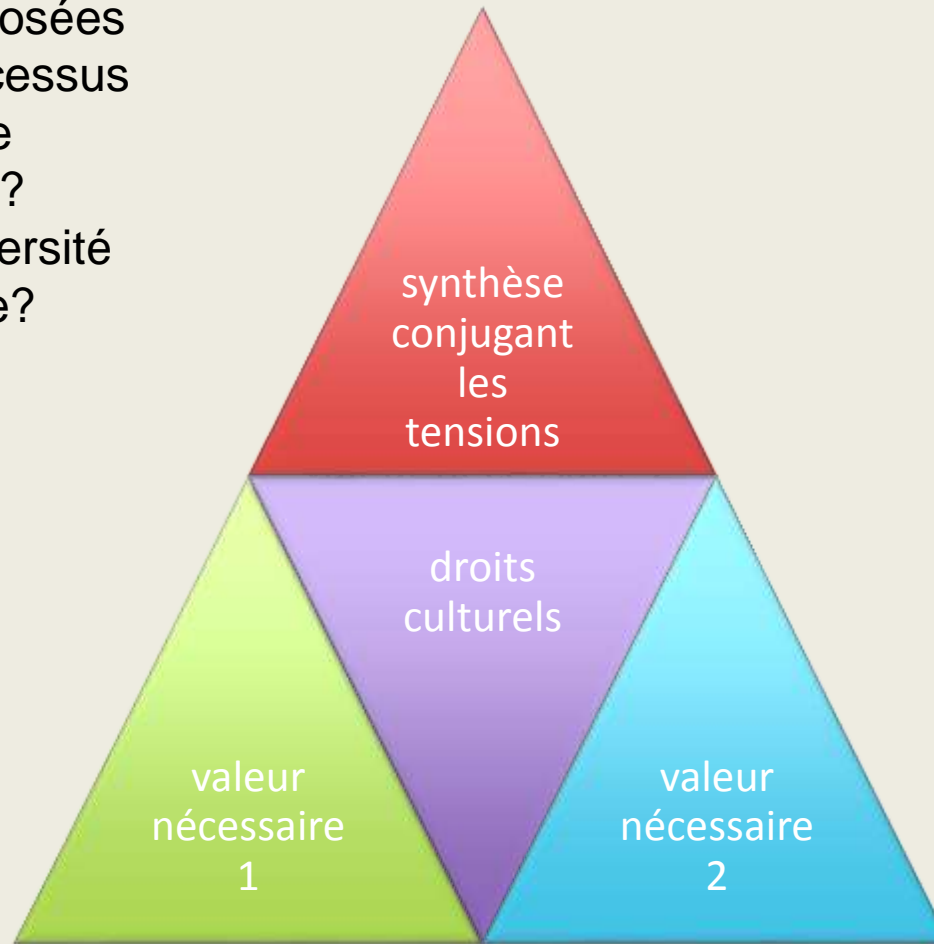 osées
cessus
e
?
ersité
e?
synthèse
conjugant
les
tensions
droits
culturels
valeur
nécessaire
1
valeur
nécessaire
2